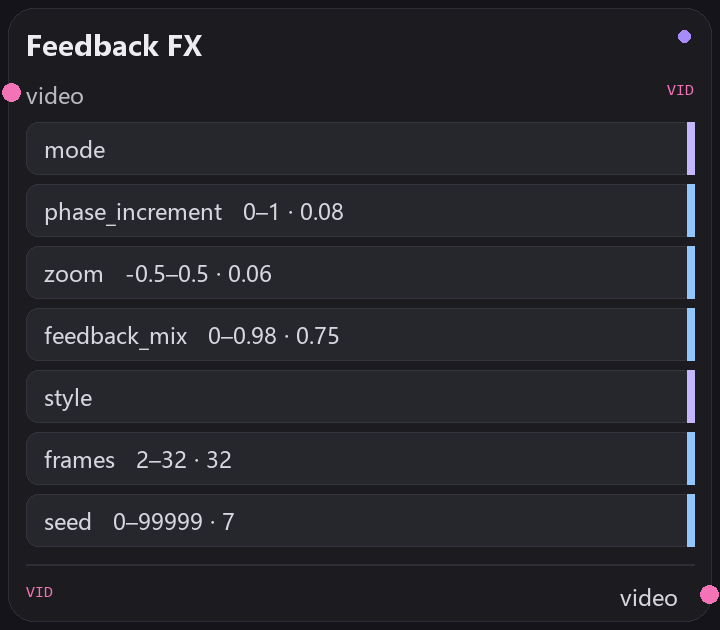 Feedback FX
video VID
mode
phase_increment 0–1 · 0.08
zoom -0.5–0.5 · 0.06
feedback_mix 0–0.98 · 0.75
style
frames 2–32 · 32
seed 0–99999 · 7
VID video